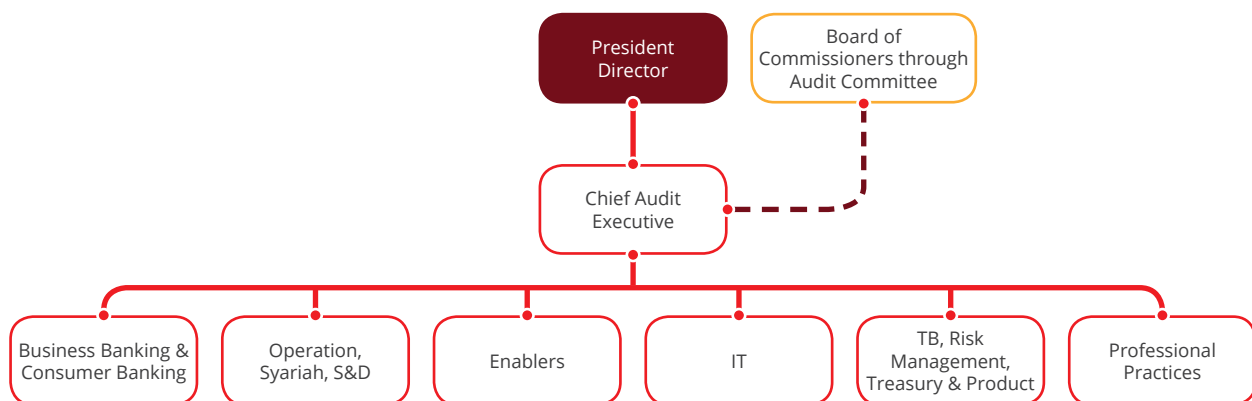 President
Director
Board of
Commissioners through
Audit Committee
Chief Audit
Executive
Business Banking &
Consumer Banking
Operation,
Syariah, S&D
Enablers
IT
TB, Risk
Management,
Treasury & Product
Professional
Practices